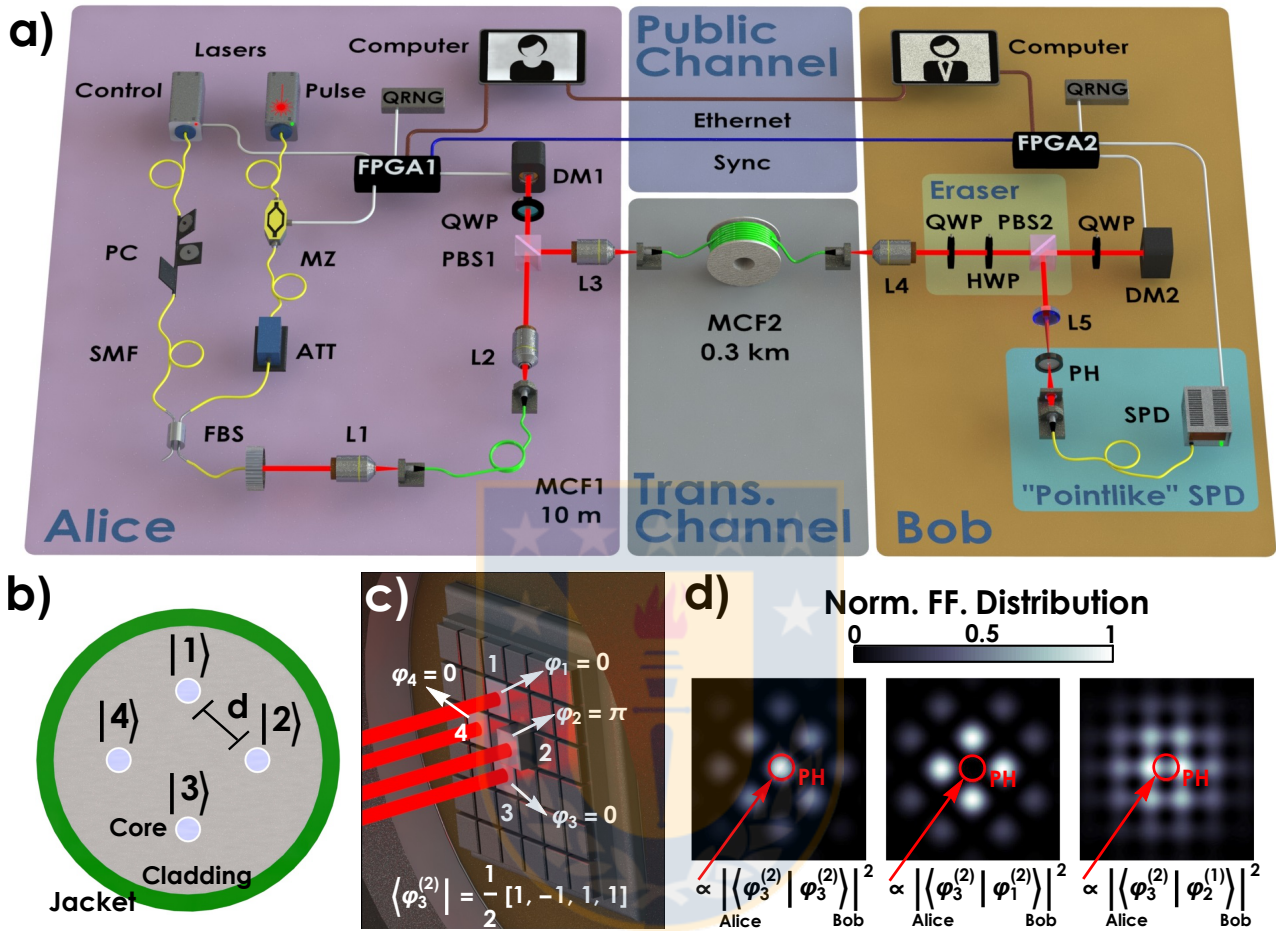 a)
Lasers
Control
Pulse
Computer
QRNG
FPGA1
DM1
QWP
PBS1
L3
PC
MZ
SMF
ATT
L2
FBS
L1
MCF1
10 m
Alice
Public
Channel
Ethernet
Sync
MCF2
0.3 km
Trans.
Channel
Computer
QRNG
FPGA2
Eraser
QWP PBS2 QWP
HWP
L4
DM2
L5
PH
SPD
"Pointlike" SPD
Bob
b)
|1⟩
d
|4⟩
|2⟩
|3⟩
Core
Cladding
Jacket
c)
1
φ₁ = 0
φ₄ = 0
φ₂ = π
4
2
3
φ₃ = 0
⟨φ₃⁽²⁾| = 1/2 [1, -1, 1, 1]
d)
Norm. FF. Distribution
0 0.5 1
PH
PH
PH
∝ |⟨φ₃⁽²⁾|φ₃⁽²⁾⟩|²
Alice Bob
∝ |⟨φ₃⁽²⁾|φ₁⁽²⁾⟩|²
Alice Bob
∝ |⟨φ₃⁽²⁾|φ₂⁽¹⁾⟩|²
Alice Bob